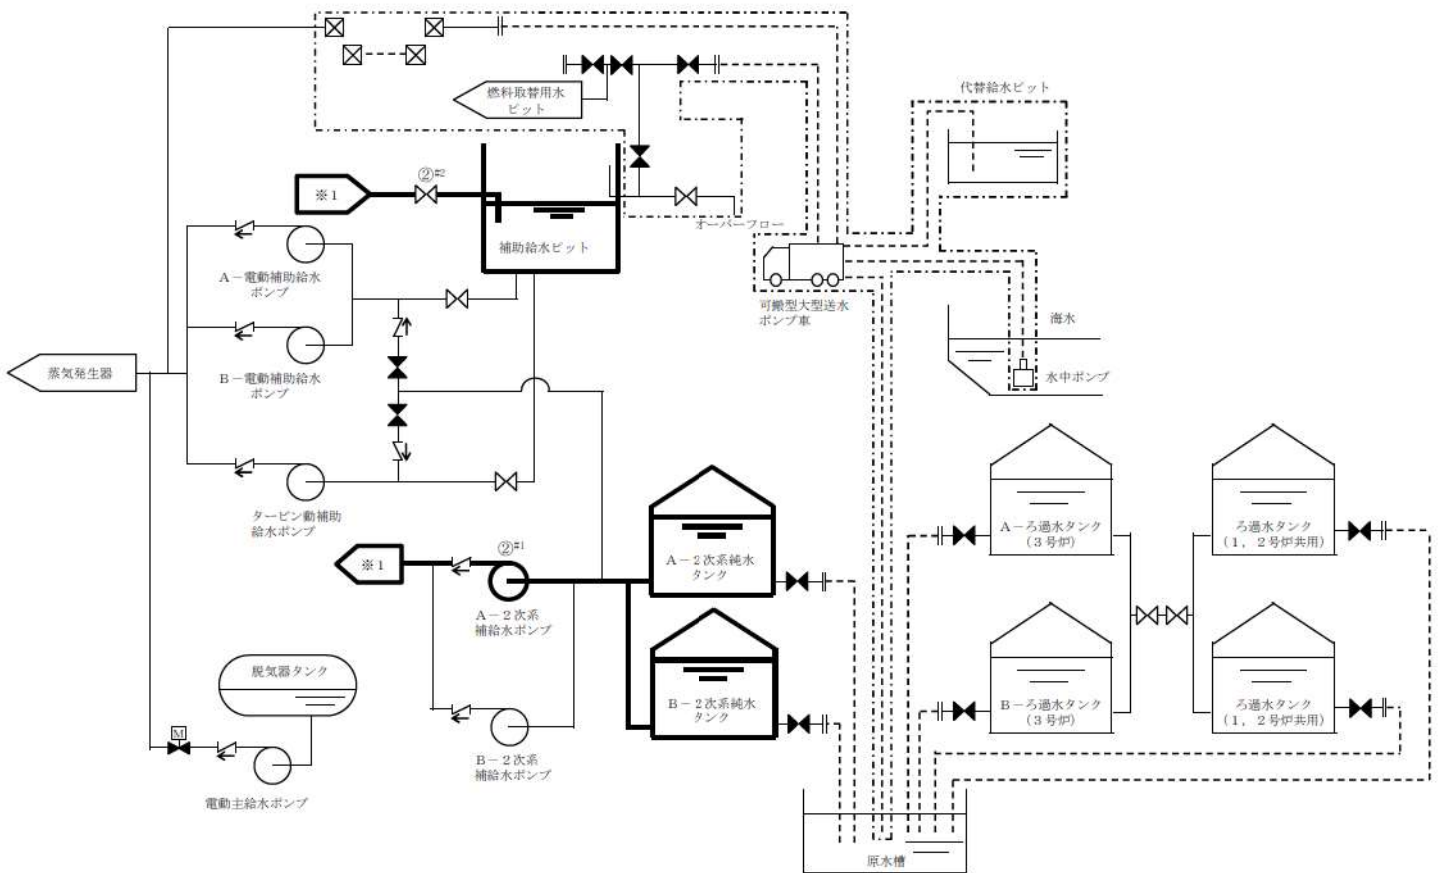 燃料取替用水
ピット
代替給水ピット
②#2
※1
オーバーフロー
補助給水ピット
A－電動補助給水
ポンプ
可搬型大型送水
ポンプ車
海水
蒸気発生器
B－電動補助給水
ポンプ
水中ポンプ
タービン動補助
給水ポンプ
A－ろ過水タンク
(3号炉)
ろ過水タンク
(1，2号炉共用)
②#1
※1
A－2次系純水
タンク
A－2次系
補給水ポンプ
脱気器タンク
B－2次系純水
タンク
B－ろ過水タンク
(3号炉)
ろ過水タンク
(1，2号炉共用)
M
B－2次系
補給水ポンプ
電動主給水ポンプ
原水槽